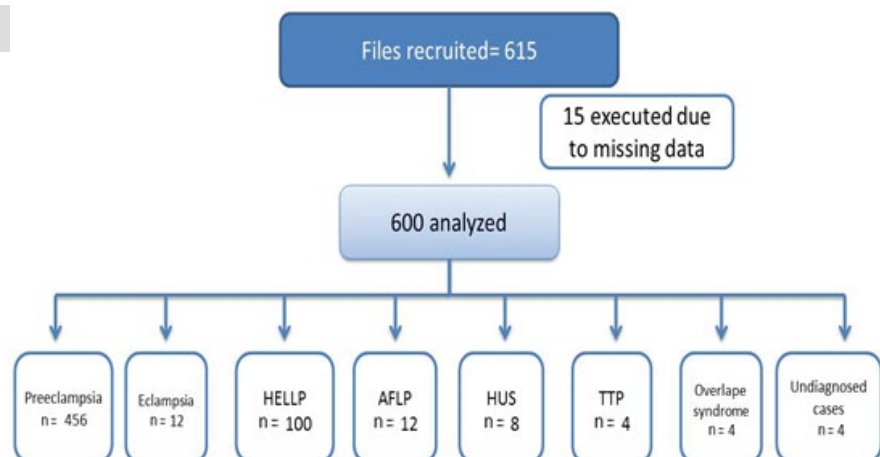 Files recruited= 615
15 executed due
to missing data
600 analyzed
Preeclampsia
n = 456
Eclampsia
n = 12
HELLP
n = 100
AFLP
n = 12
HUS
n = 8
TTP
n = 4
Overlape
syndrome
n = 4
Undiagnosed
cases
n = 4